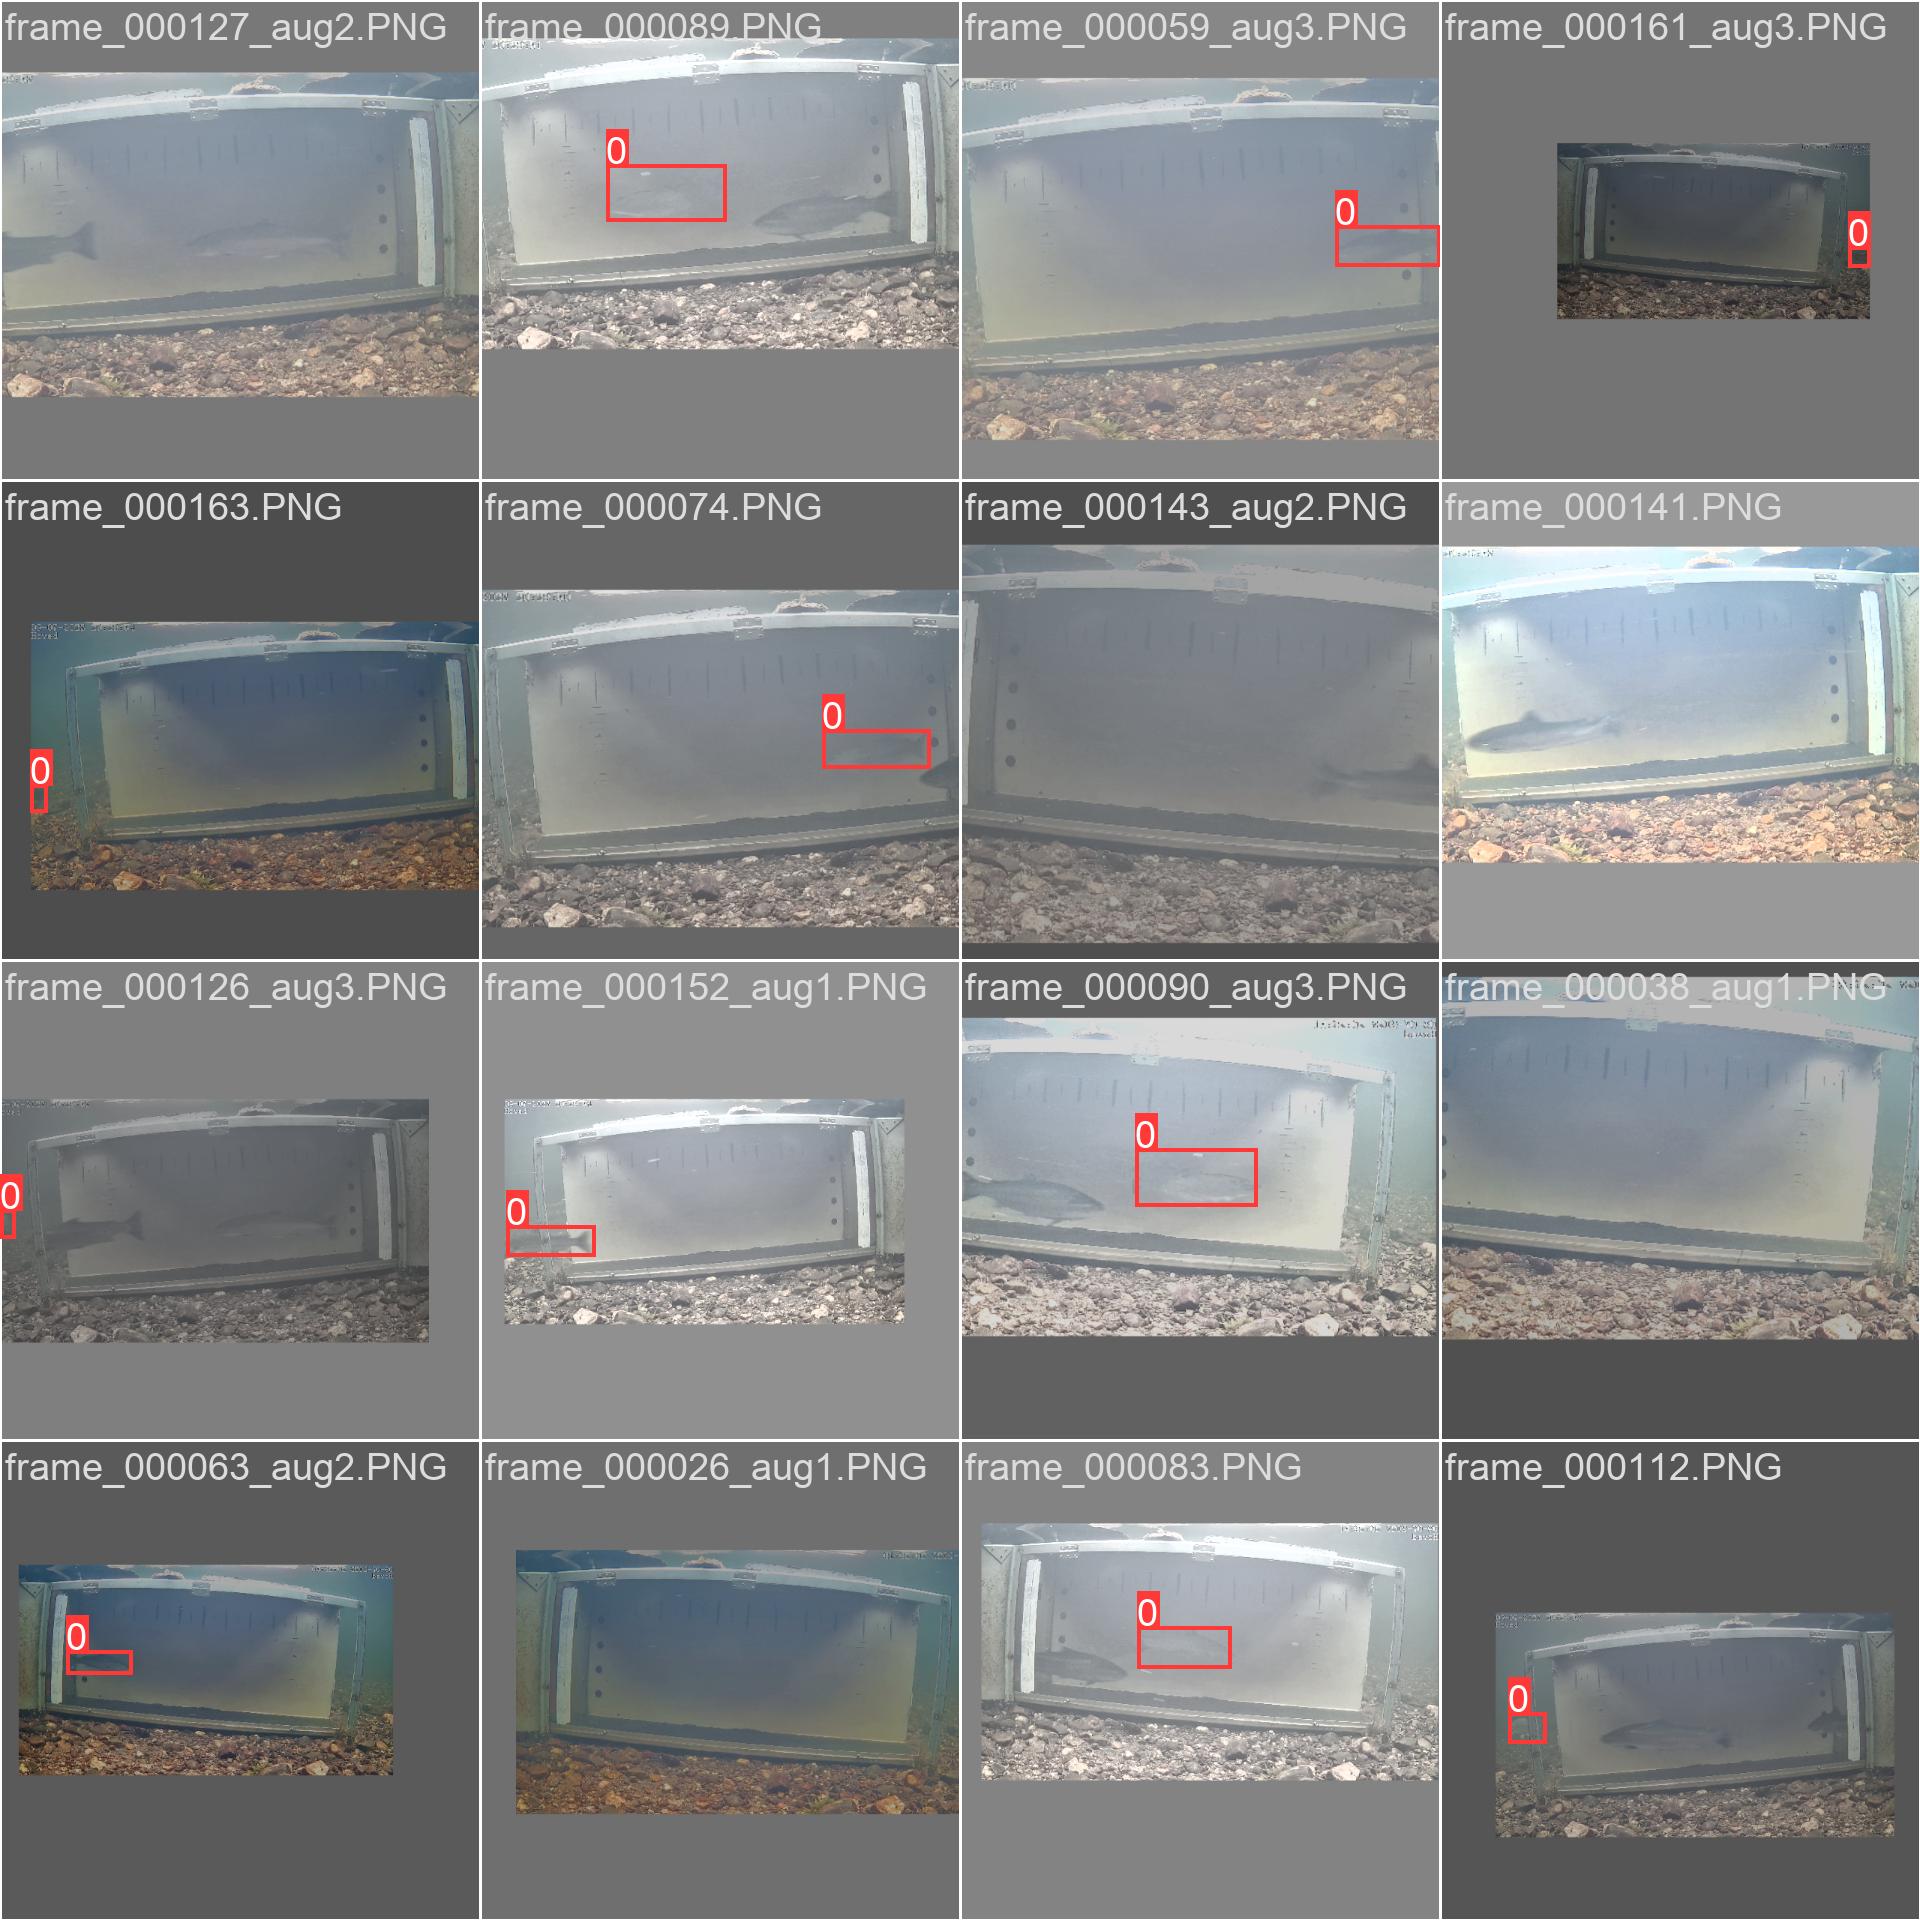 frame_000127_aug2.PNG
frame_000089.PNG
frame_000059_aug3.PNG
frame_000161_aug3.PNG
0
0
0
frame_000163.PNG
frame_000074.PNG
frame_000143_aug2.PNG
frame_000141.PNG
0
0
frame_000126_aug3.PNG
frame_000152_aug1.PNG
frame_000090_aug3.PNG
frame_000038_aug1.PNG
0
0
0
frame_000063_aug2.PNG
frame_000026_aug1.PNG
frame_000083.PNG
frame_000112.PNG
0
0
0